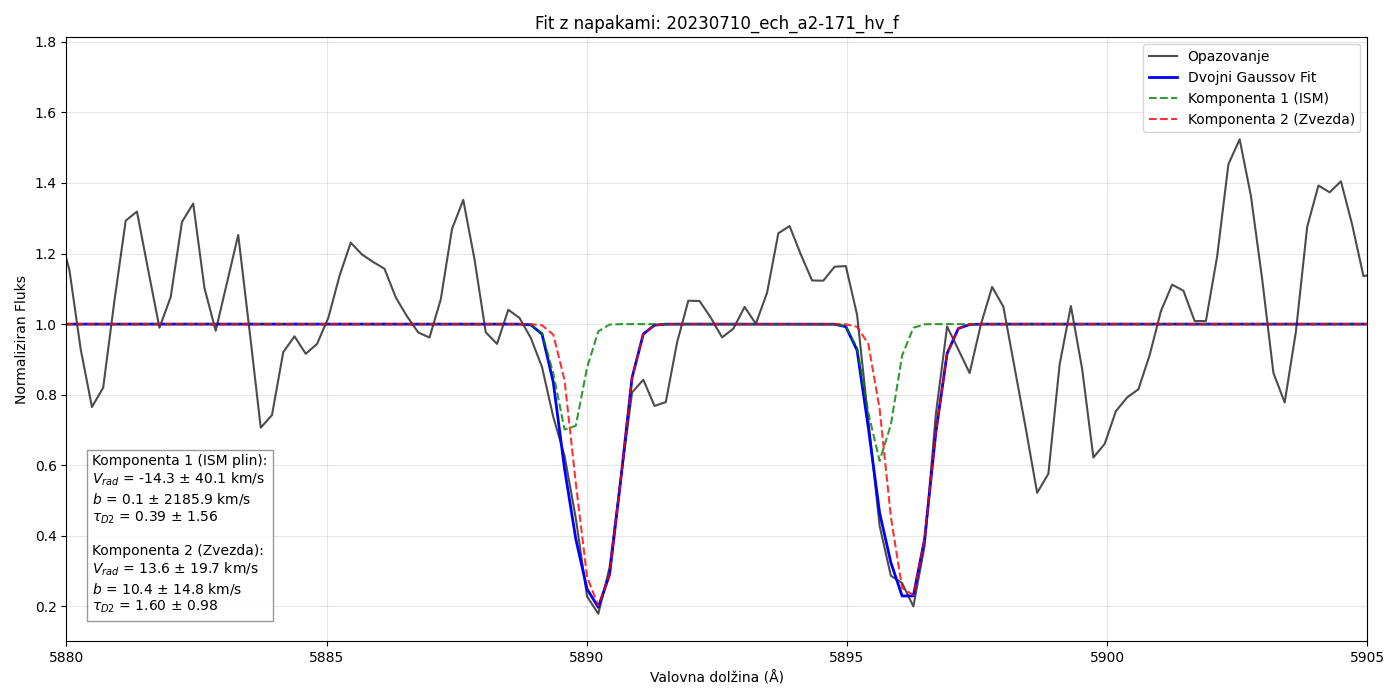 Fit z napakami: 20230710_ech_a2-171_hv_f
Normaliziran Fluks
1.8
1.6
1.4
1.2
1.0
0.8
0.6
0.4
0.2
Opazovanje
Dvojni Gaussov Fit
Komponenta 1 (ISM)
Komponenta 2 (Zvezda)
Komponenta 1 (ISM plin):
V_rad = -14.3 ± 40.1 km/s
b = 0.1 ± 2185.9 km/s
τ_D2 = 0.39 ± 1.56
Komponenta 2 (Zvezda):
V_rad = 13.6 ± 19.7 km/s
b = 10.4 ± 14.8 km/s
τ_D2 = 1.60 ± 0.98
5880 5885 5890 5895 5900 5905
Valovna dolžina (Å)